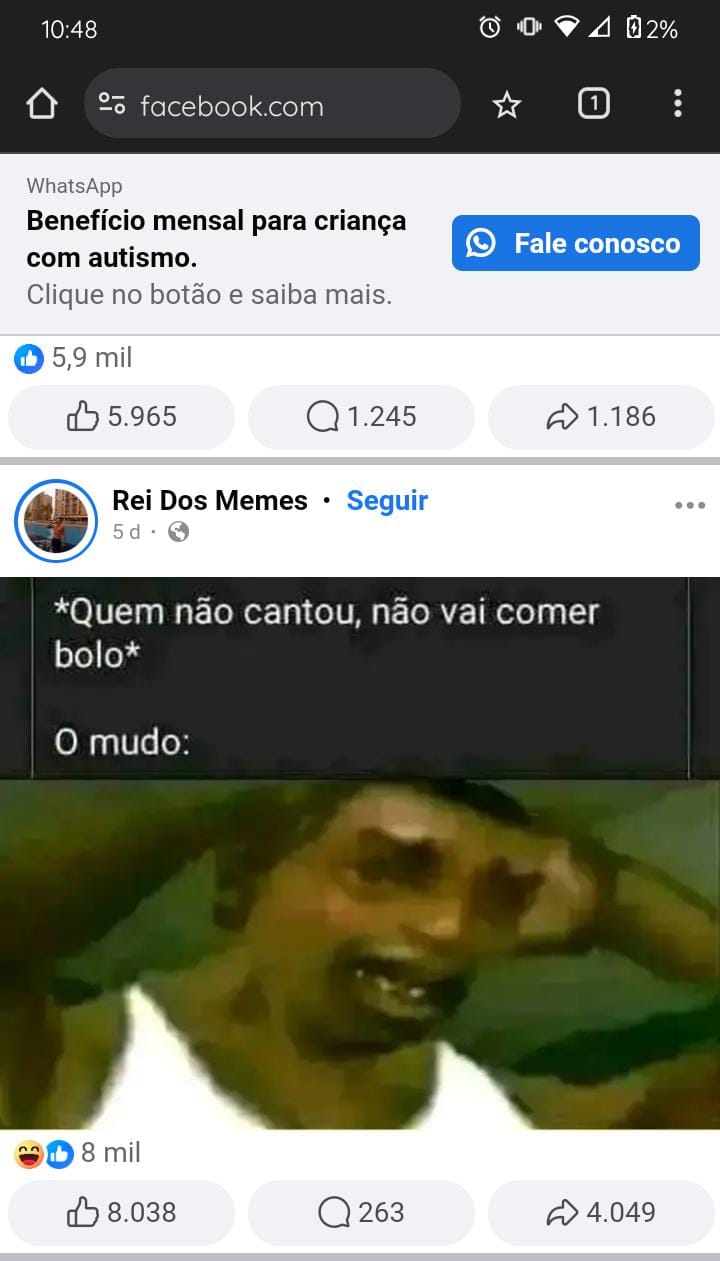 10:48
2%
facebook.com
1
WhatsApp
Benefício mensal para criança
com autismo.
Clique no botão e saiba mais.
Fale conosco
5,9 mil
5.965
1.245
1.186
Rei Dos Memes · Seguir
5 d ·
*Quem não cantou, não vai comer
bolo*
O mudo:
8 mil
8.038
263
4.049